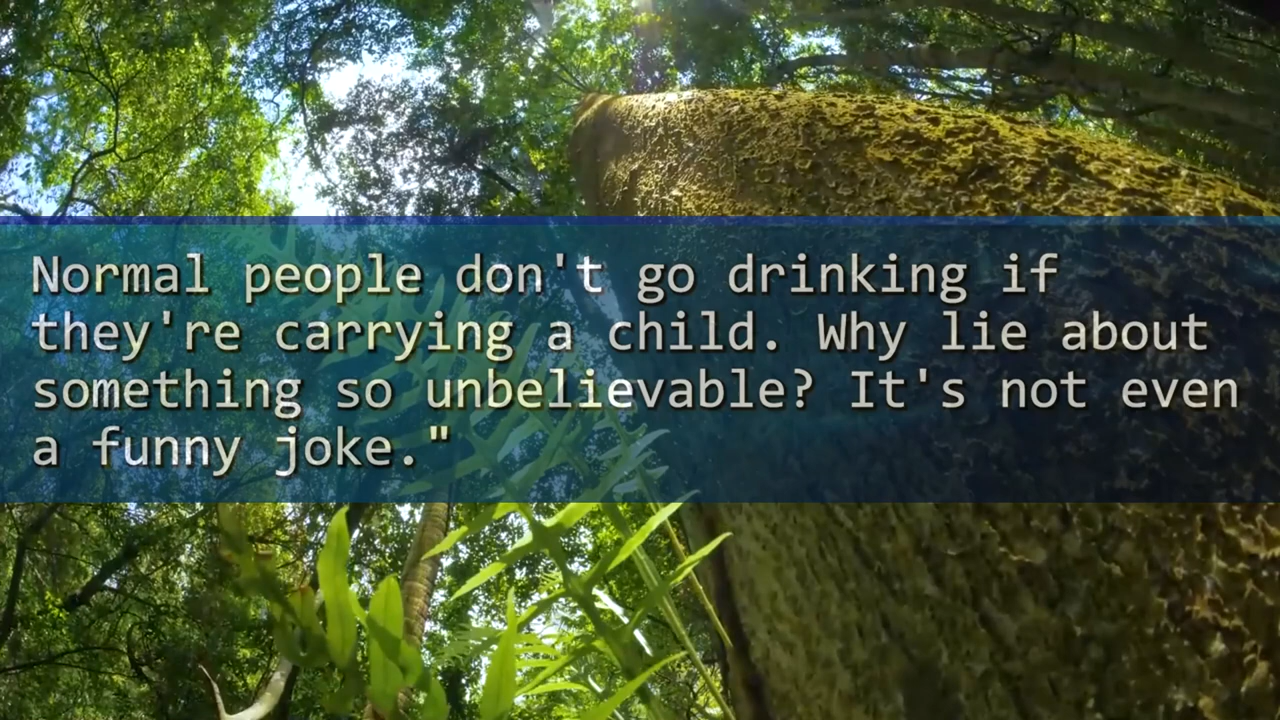 Normal people don't go drinking if
they're carrying a child. Why lie about
something so unbelievable? It's not even
a funny joke."